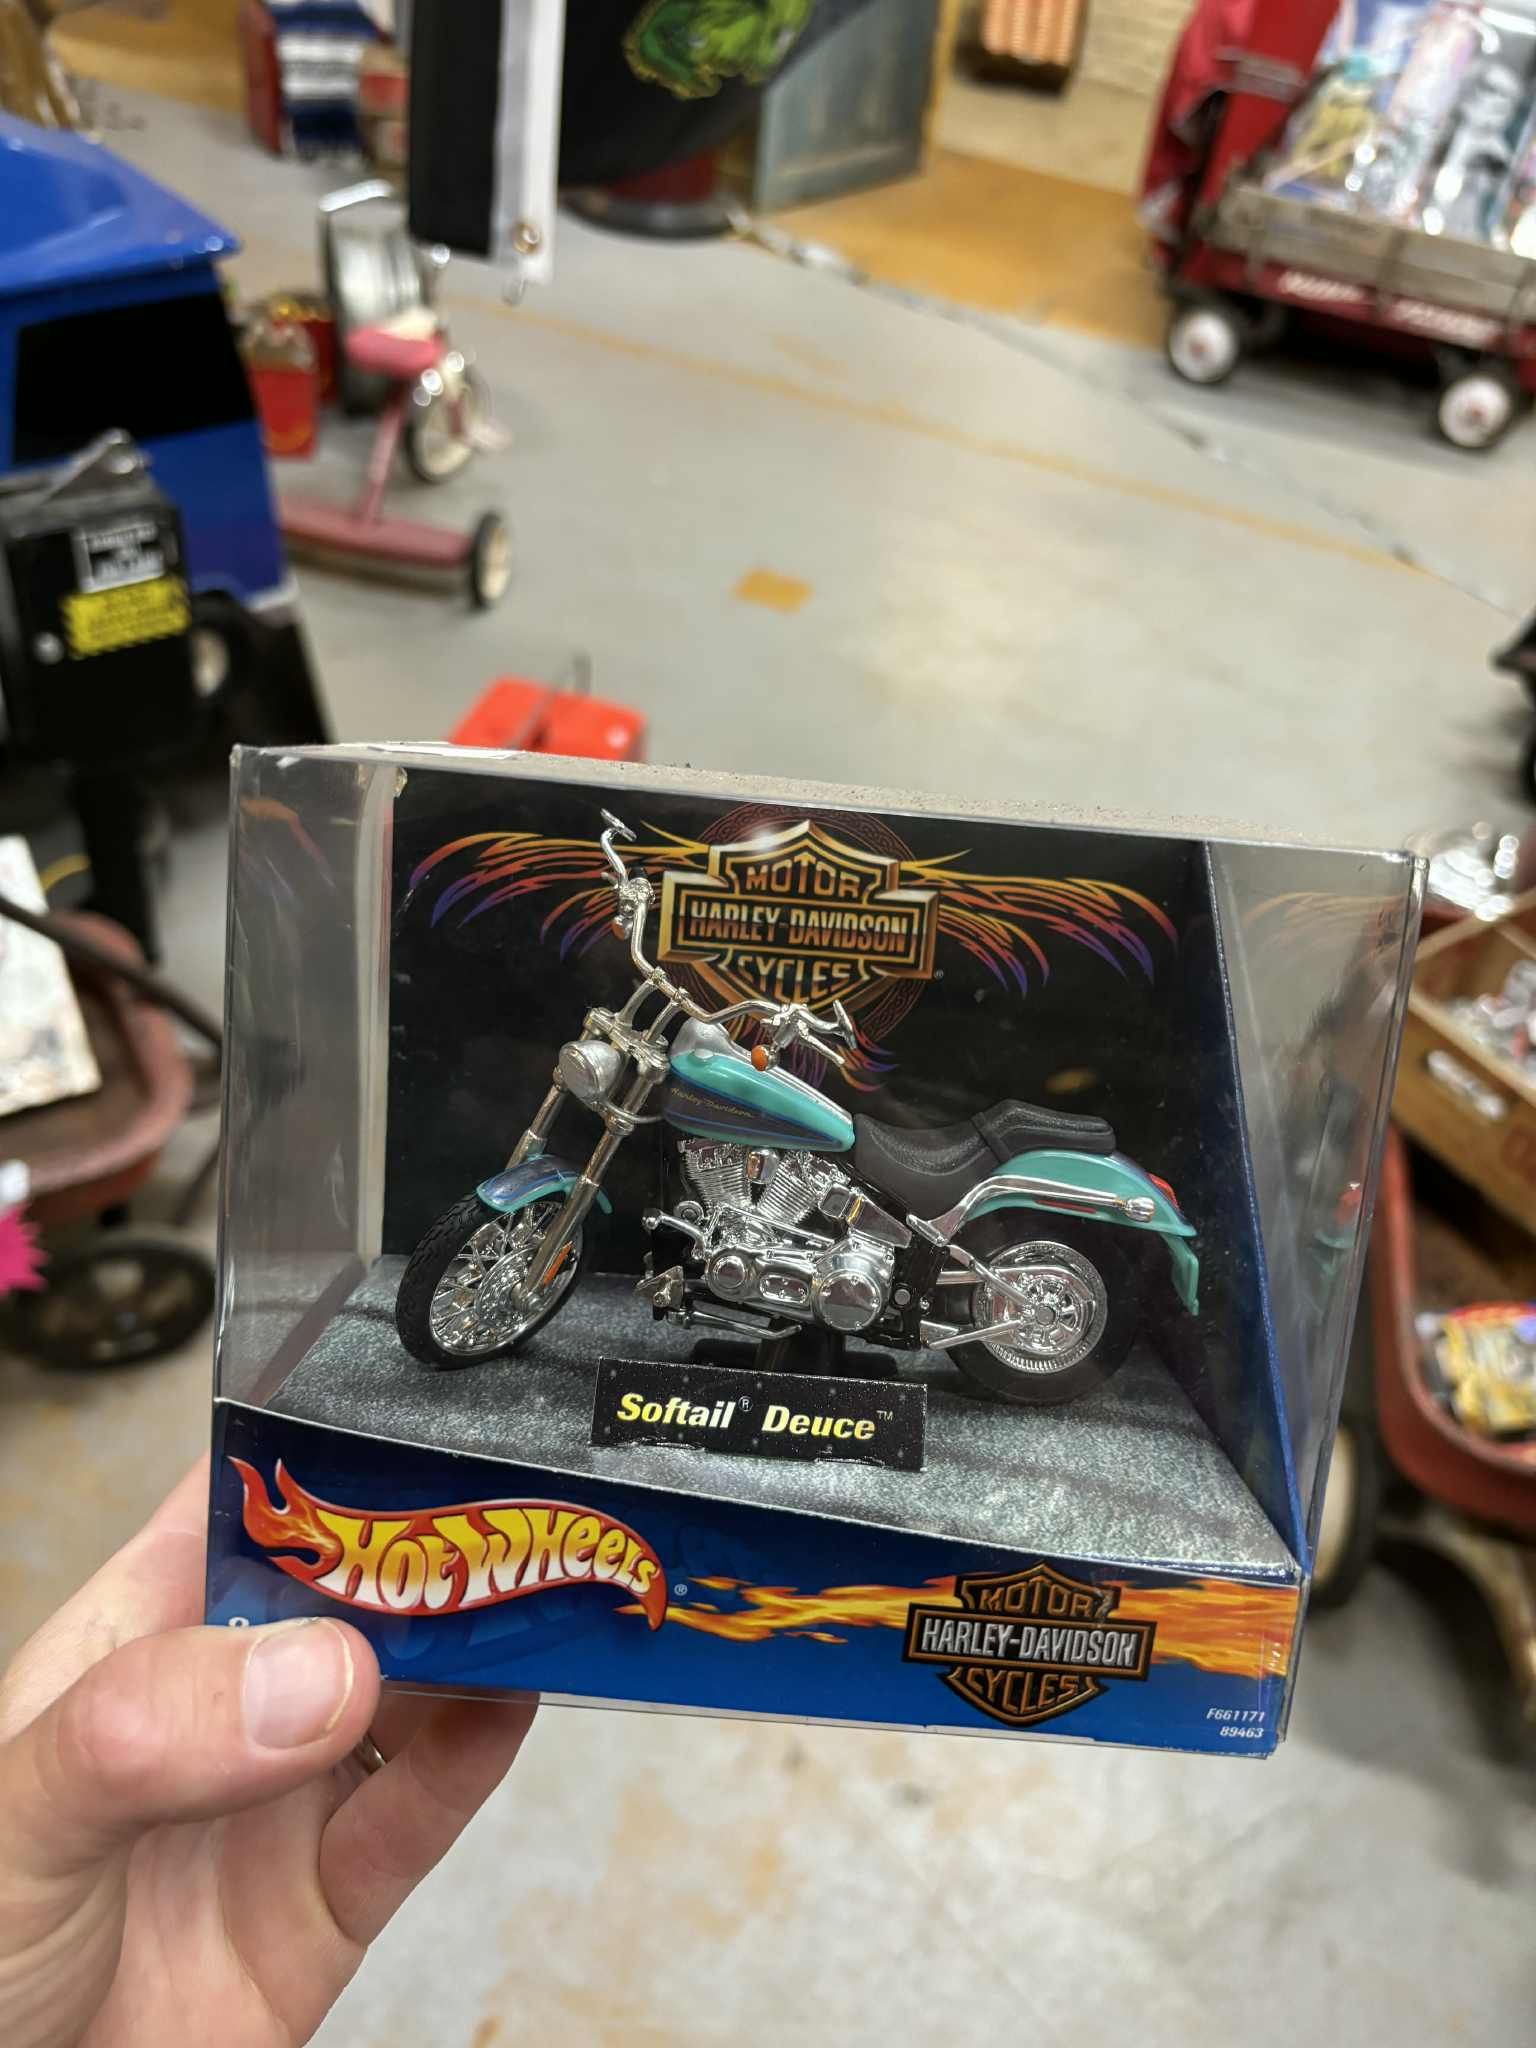 MOTOR
HARLEY-DAVIDSON
CYCLES
®
Harley-Davidson
Softail® Deuce™
Hot Wheels®
MOTOR
HARLEY-DAVIDSON
CYCLES
F661171
89463